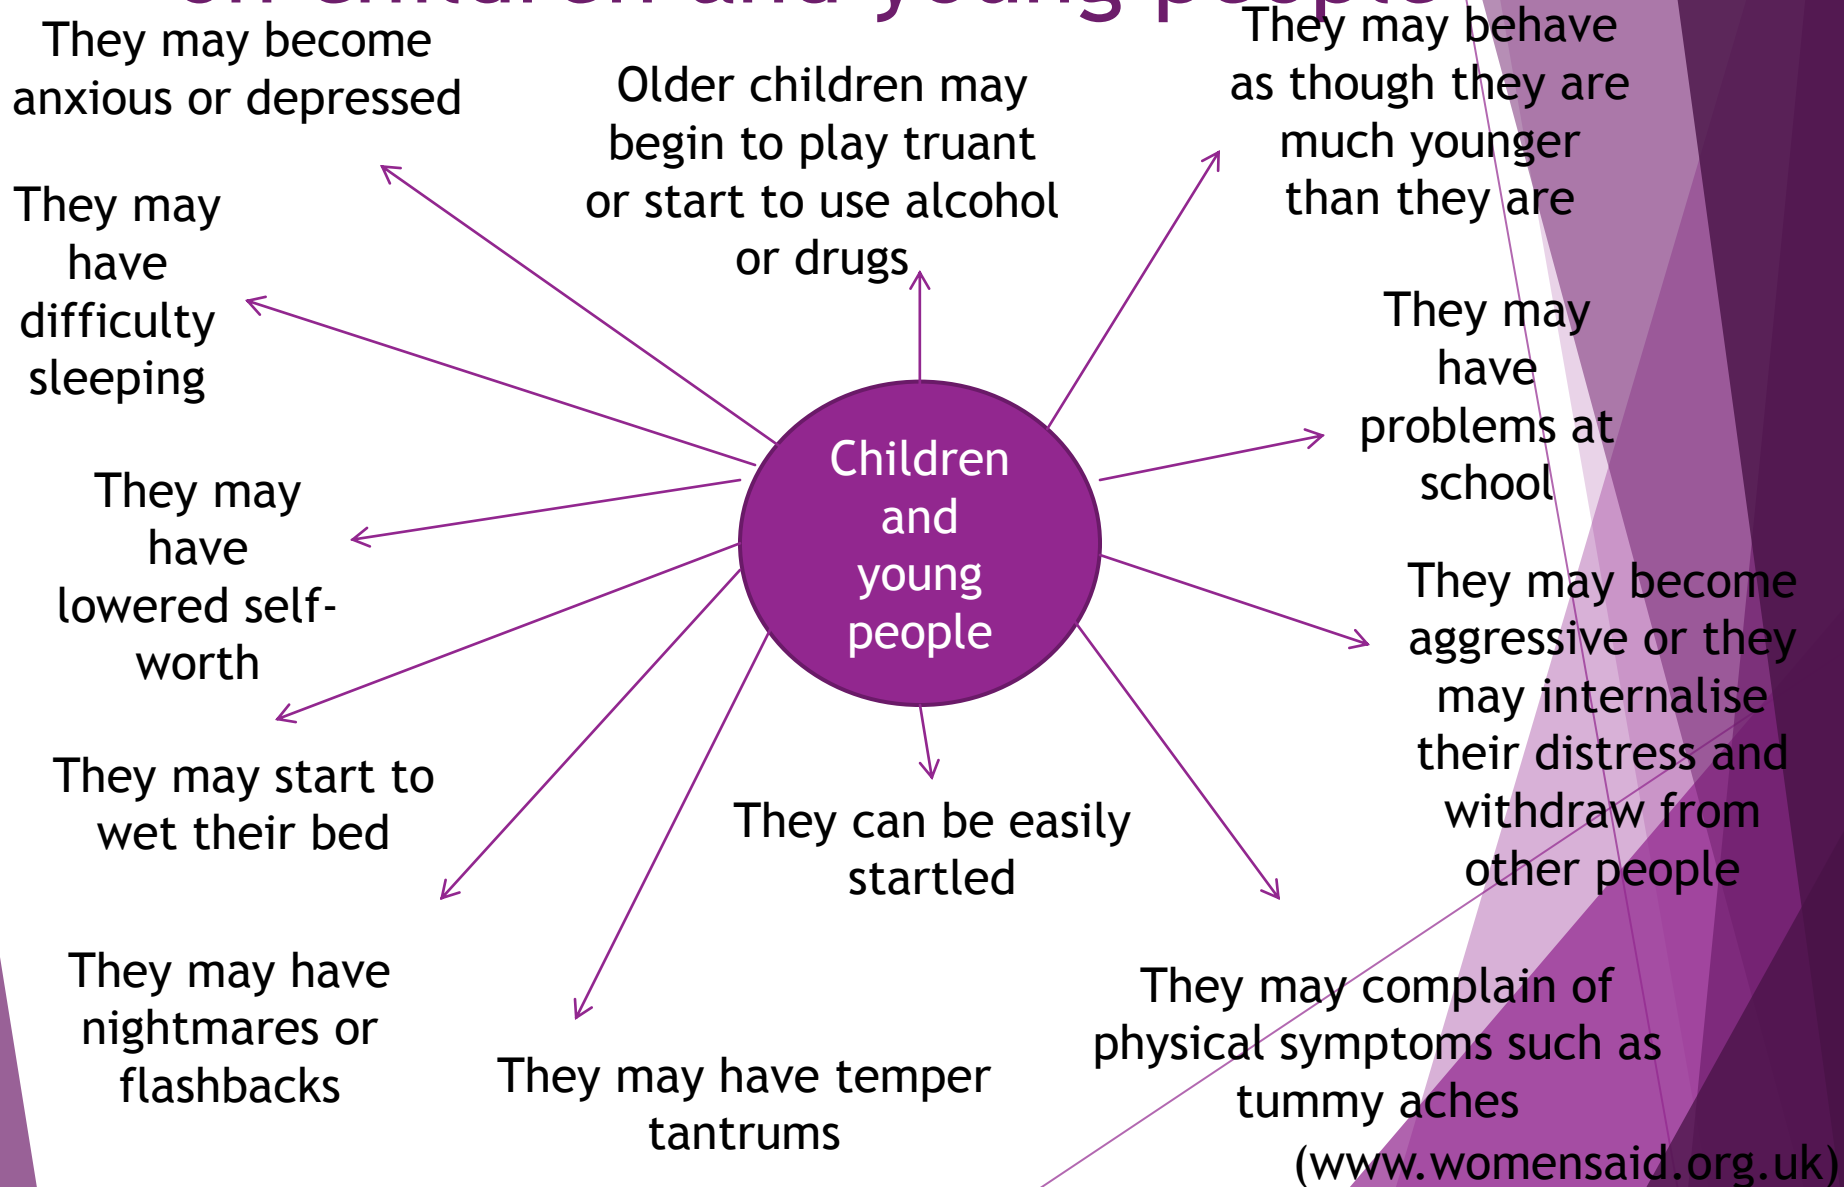 on children and young people
They may become
anxious or depressed
Older children may
begin to play truant
or start to use alcohol
or drugs
They may behave
as though they are
much younger
than they are
They may
have
difficulty
sleeping
They may
have
problems at
school
Children
and
young
people
They may
have
lowered self-
worth
They may become
aggressive or they
may internalise
their distress and
withdraw from
other people
They may start to
wet their bed
They can be easily
startled
They may have
nightmares or
flashbacks
They may have temper
tantrums
They may complain of
physical symptoms such as
tummy aches
(www.womensaid.org.uk)